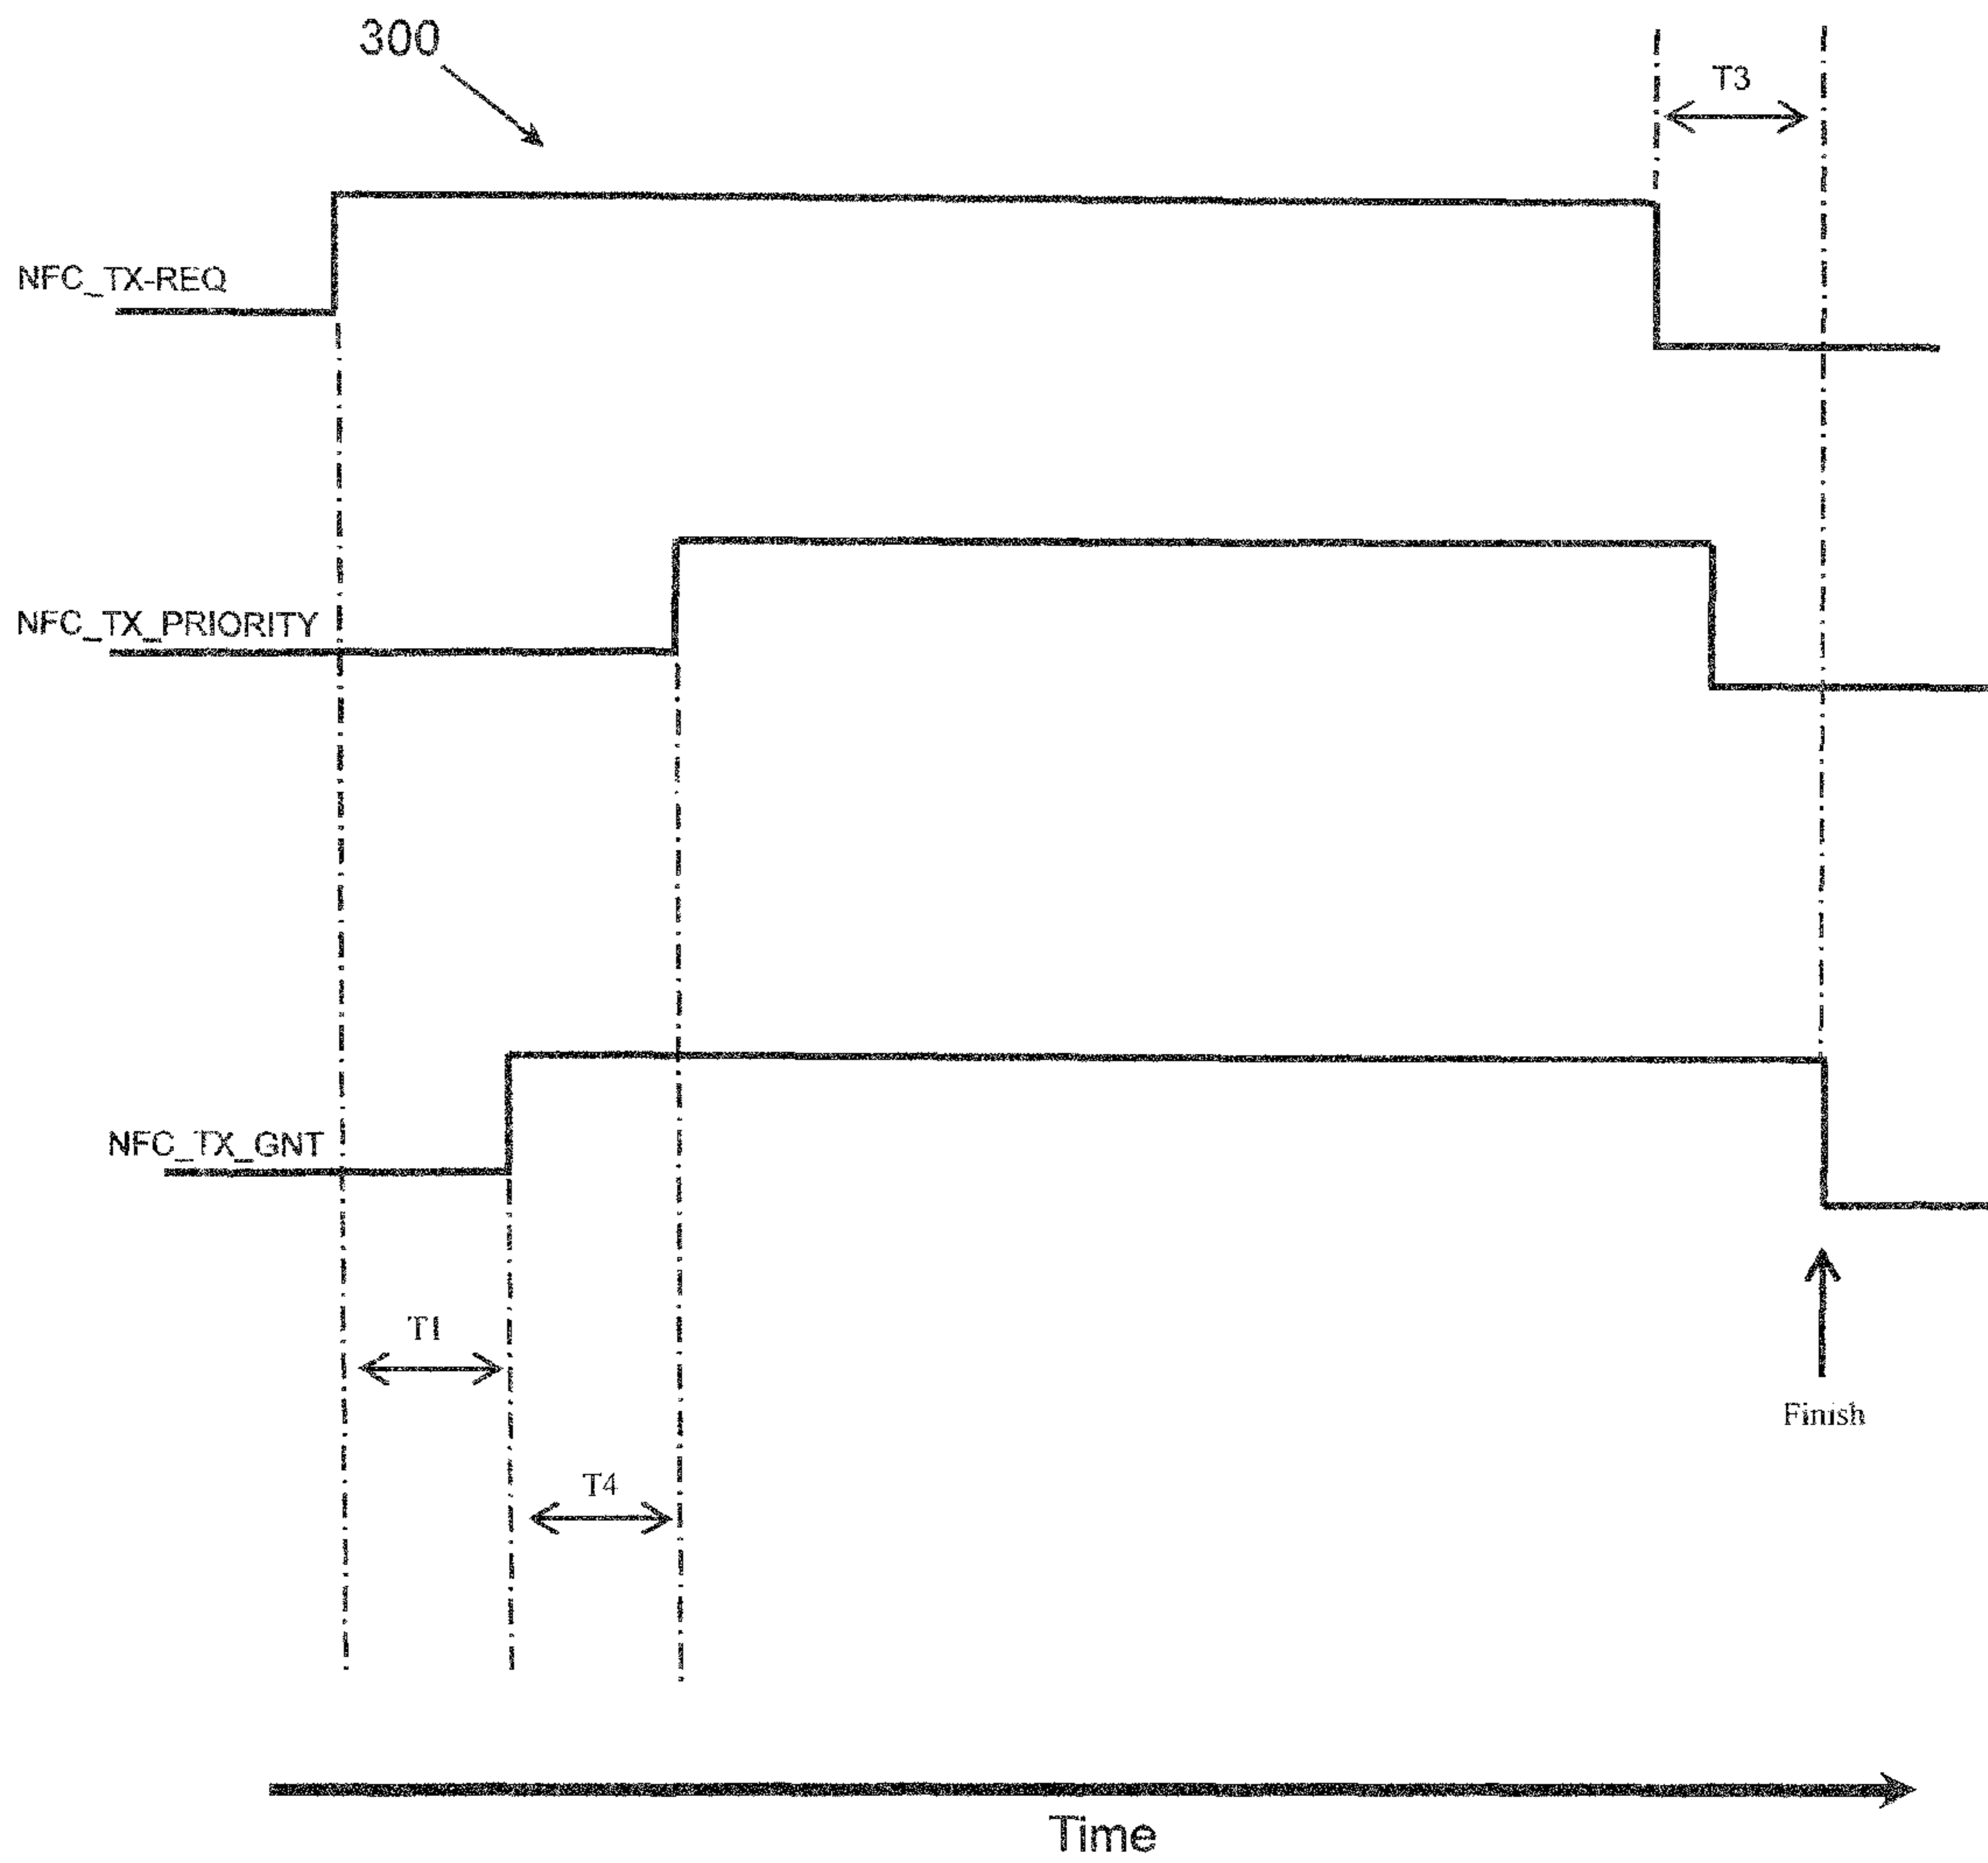 300
T3
NFC_TX-REQ
NFC_TX_PRIORITY
NFC_TX_GNT
T1
Finish
T4
Time